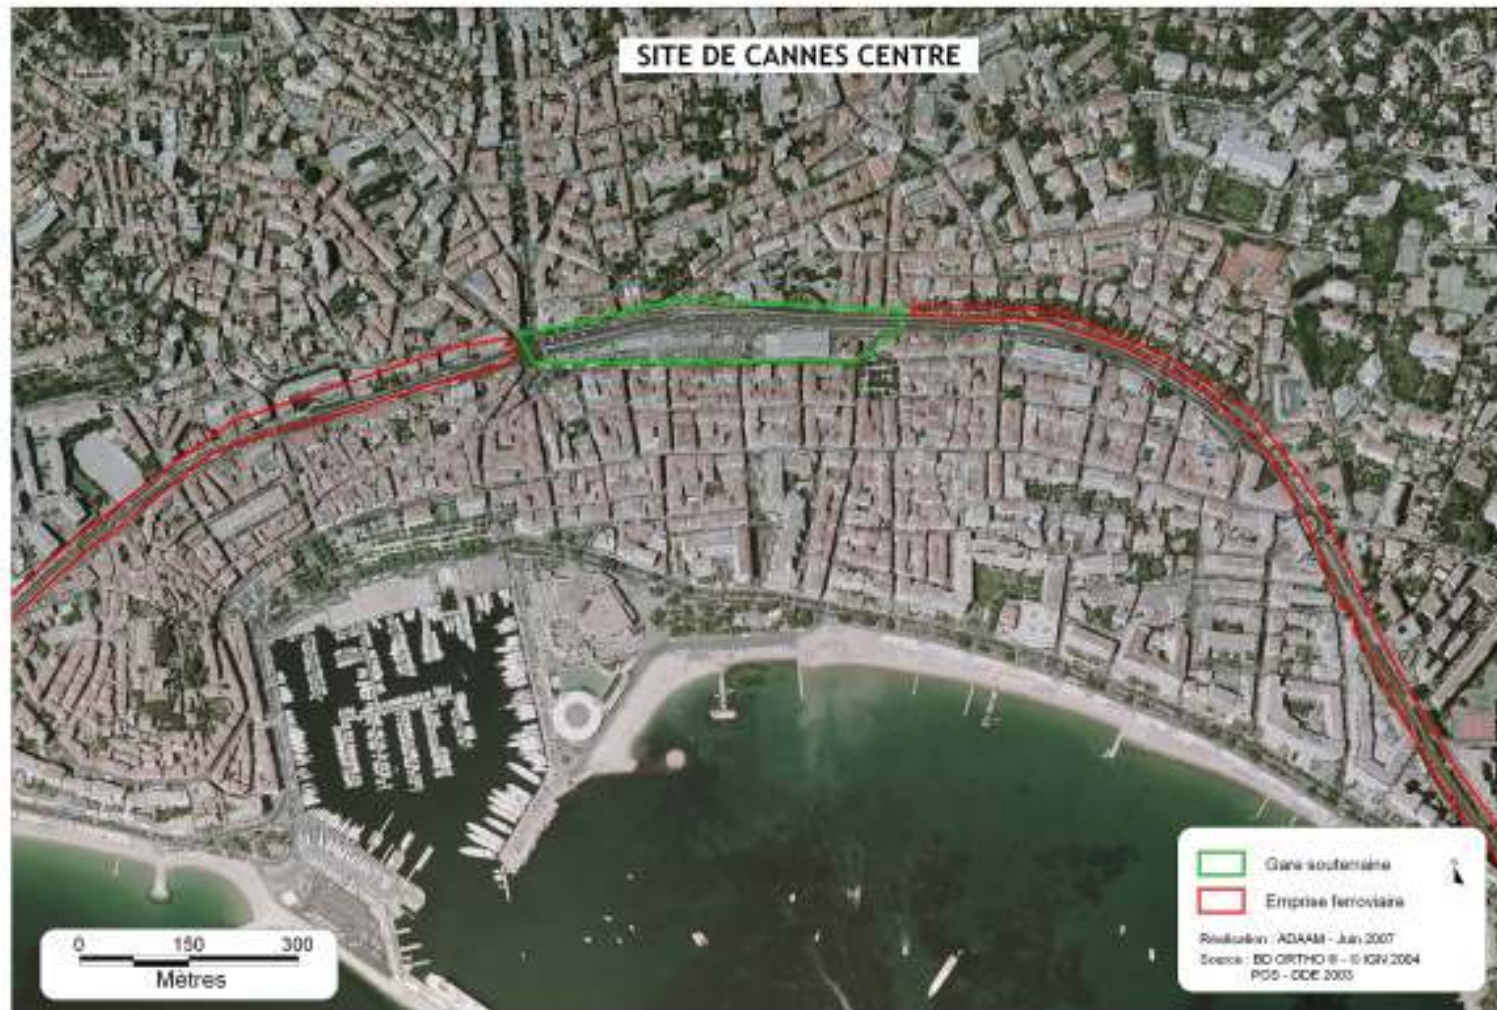 SITE DE CANNES CENTRE
Gare souterraine
Emprise ferroviaire
Réalisation : ADAAM - Juin 2007
Source : BD ORTHO ® - © IGN 2004
POS - DDE 2003
0 150 300
Mètres